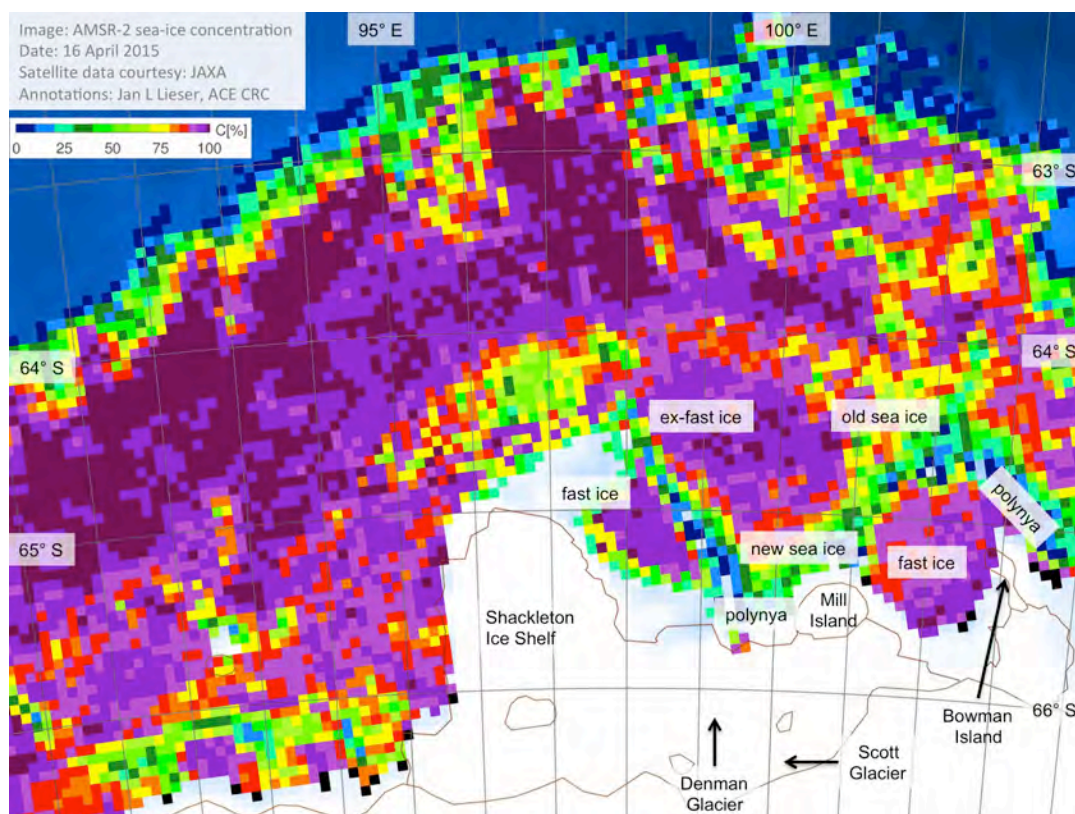 Image: AMSR-2 sea-ice concentration
Date: 16 April 2015
Satellite data courtesy: JAXA
Annotations: Jan L Lieser, ACE CRC
C[%]
0 25 50 75 100
95° E
100° E
63° S
64° S
64° S
ex-fast ice
old sea ice
fast ice
polynya
65° S
new sea ice
fast ice
Shackleton
Ice Shelf
polynya
Mill
Island
66° S
Bowman
Island
Scott
Glacier
Denman
Glacier